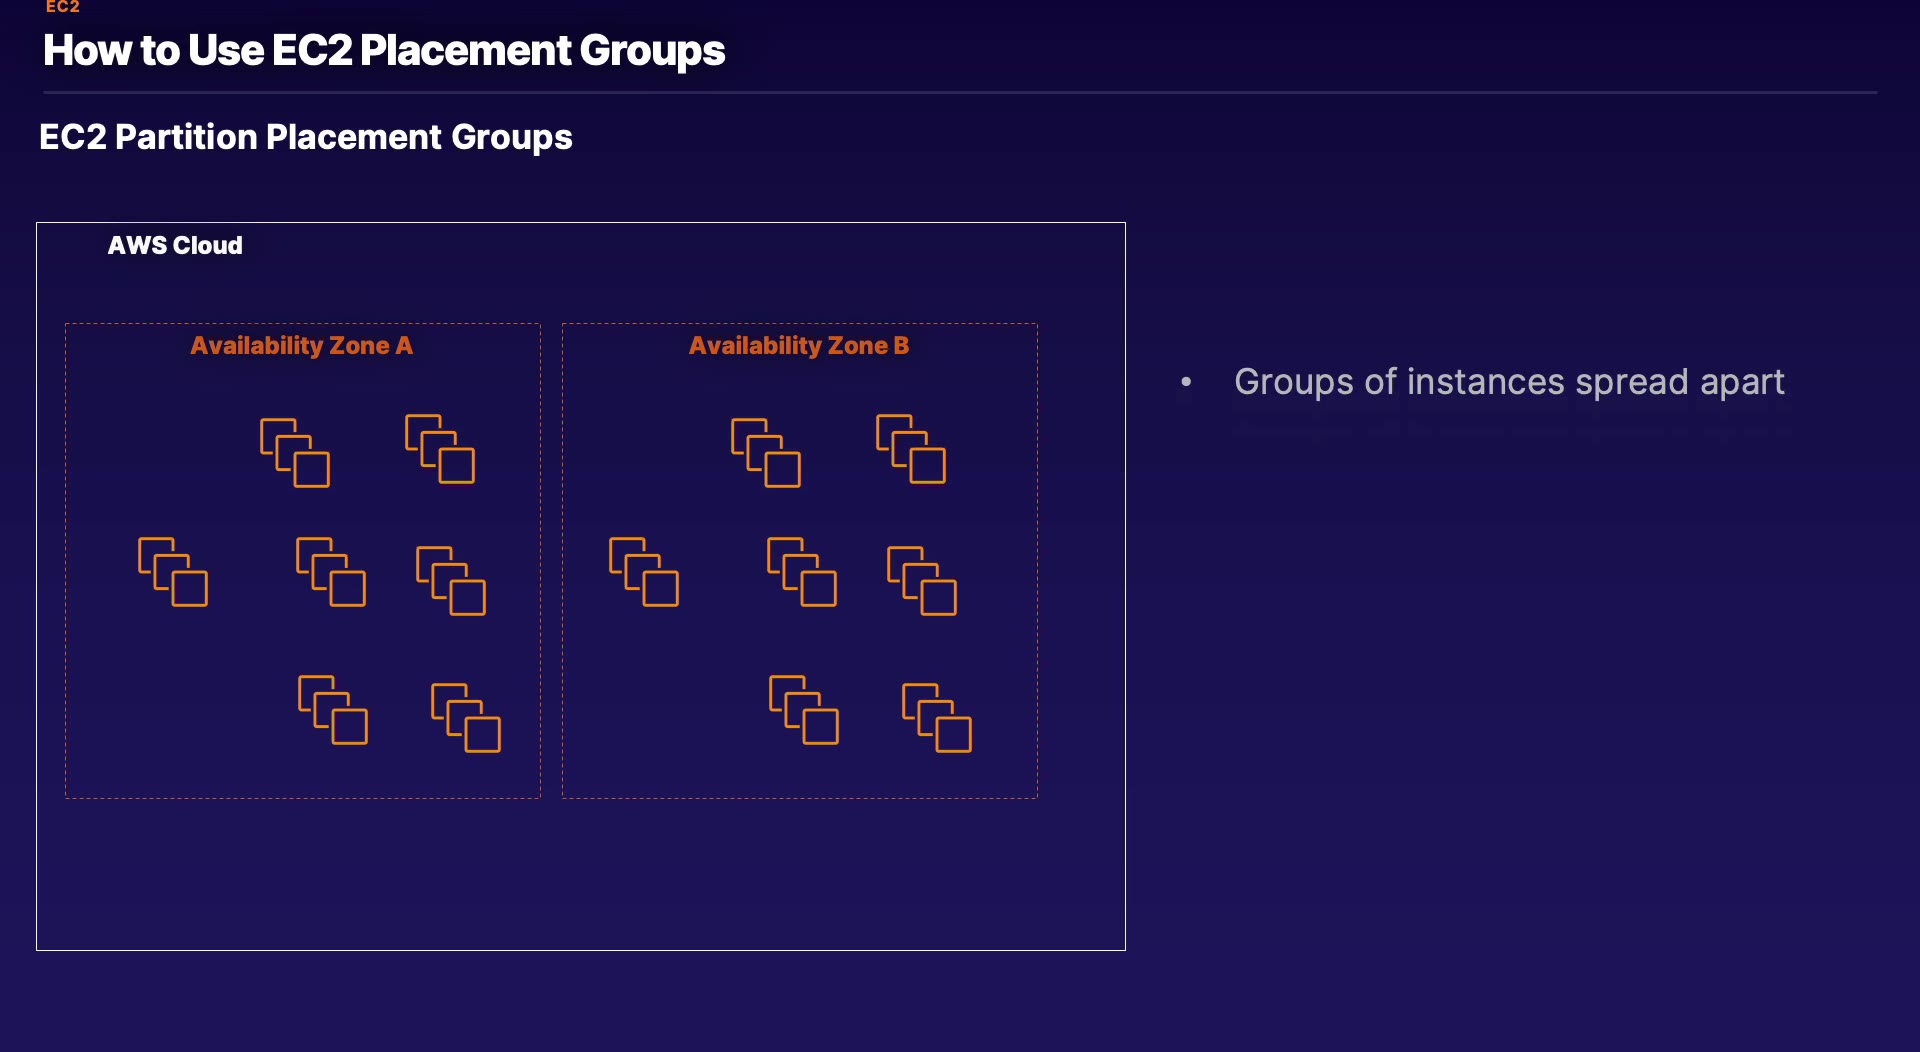 EC2
How to Use EC2 Placement Groups
EC2 Partition Placement Groups
AWS Cloud
Availability Zone A
Availability Zone B
• Groups of instances spread apart